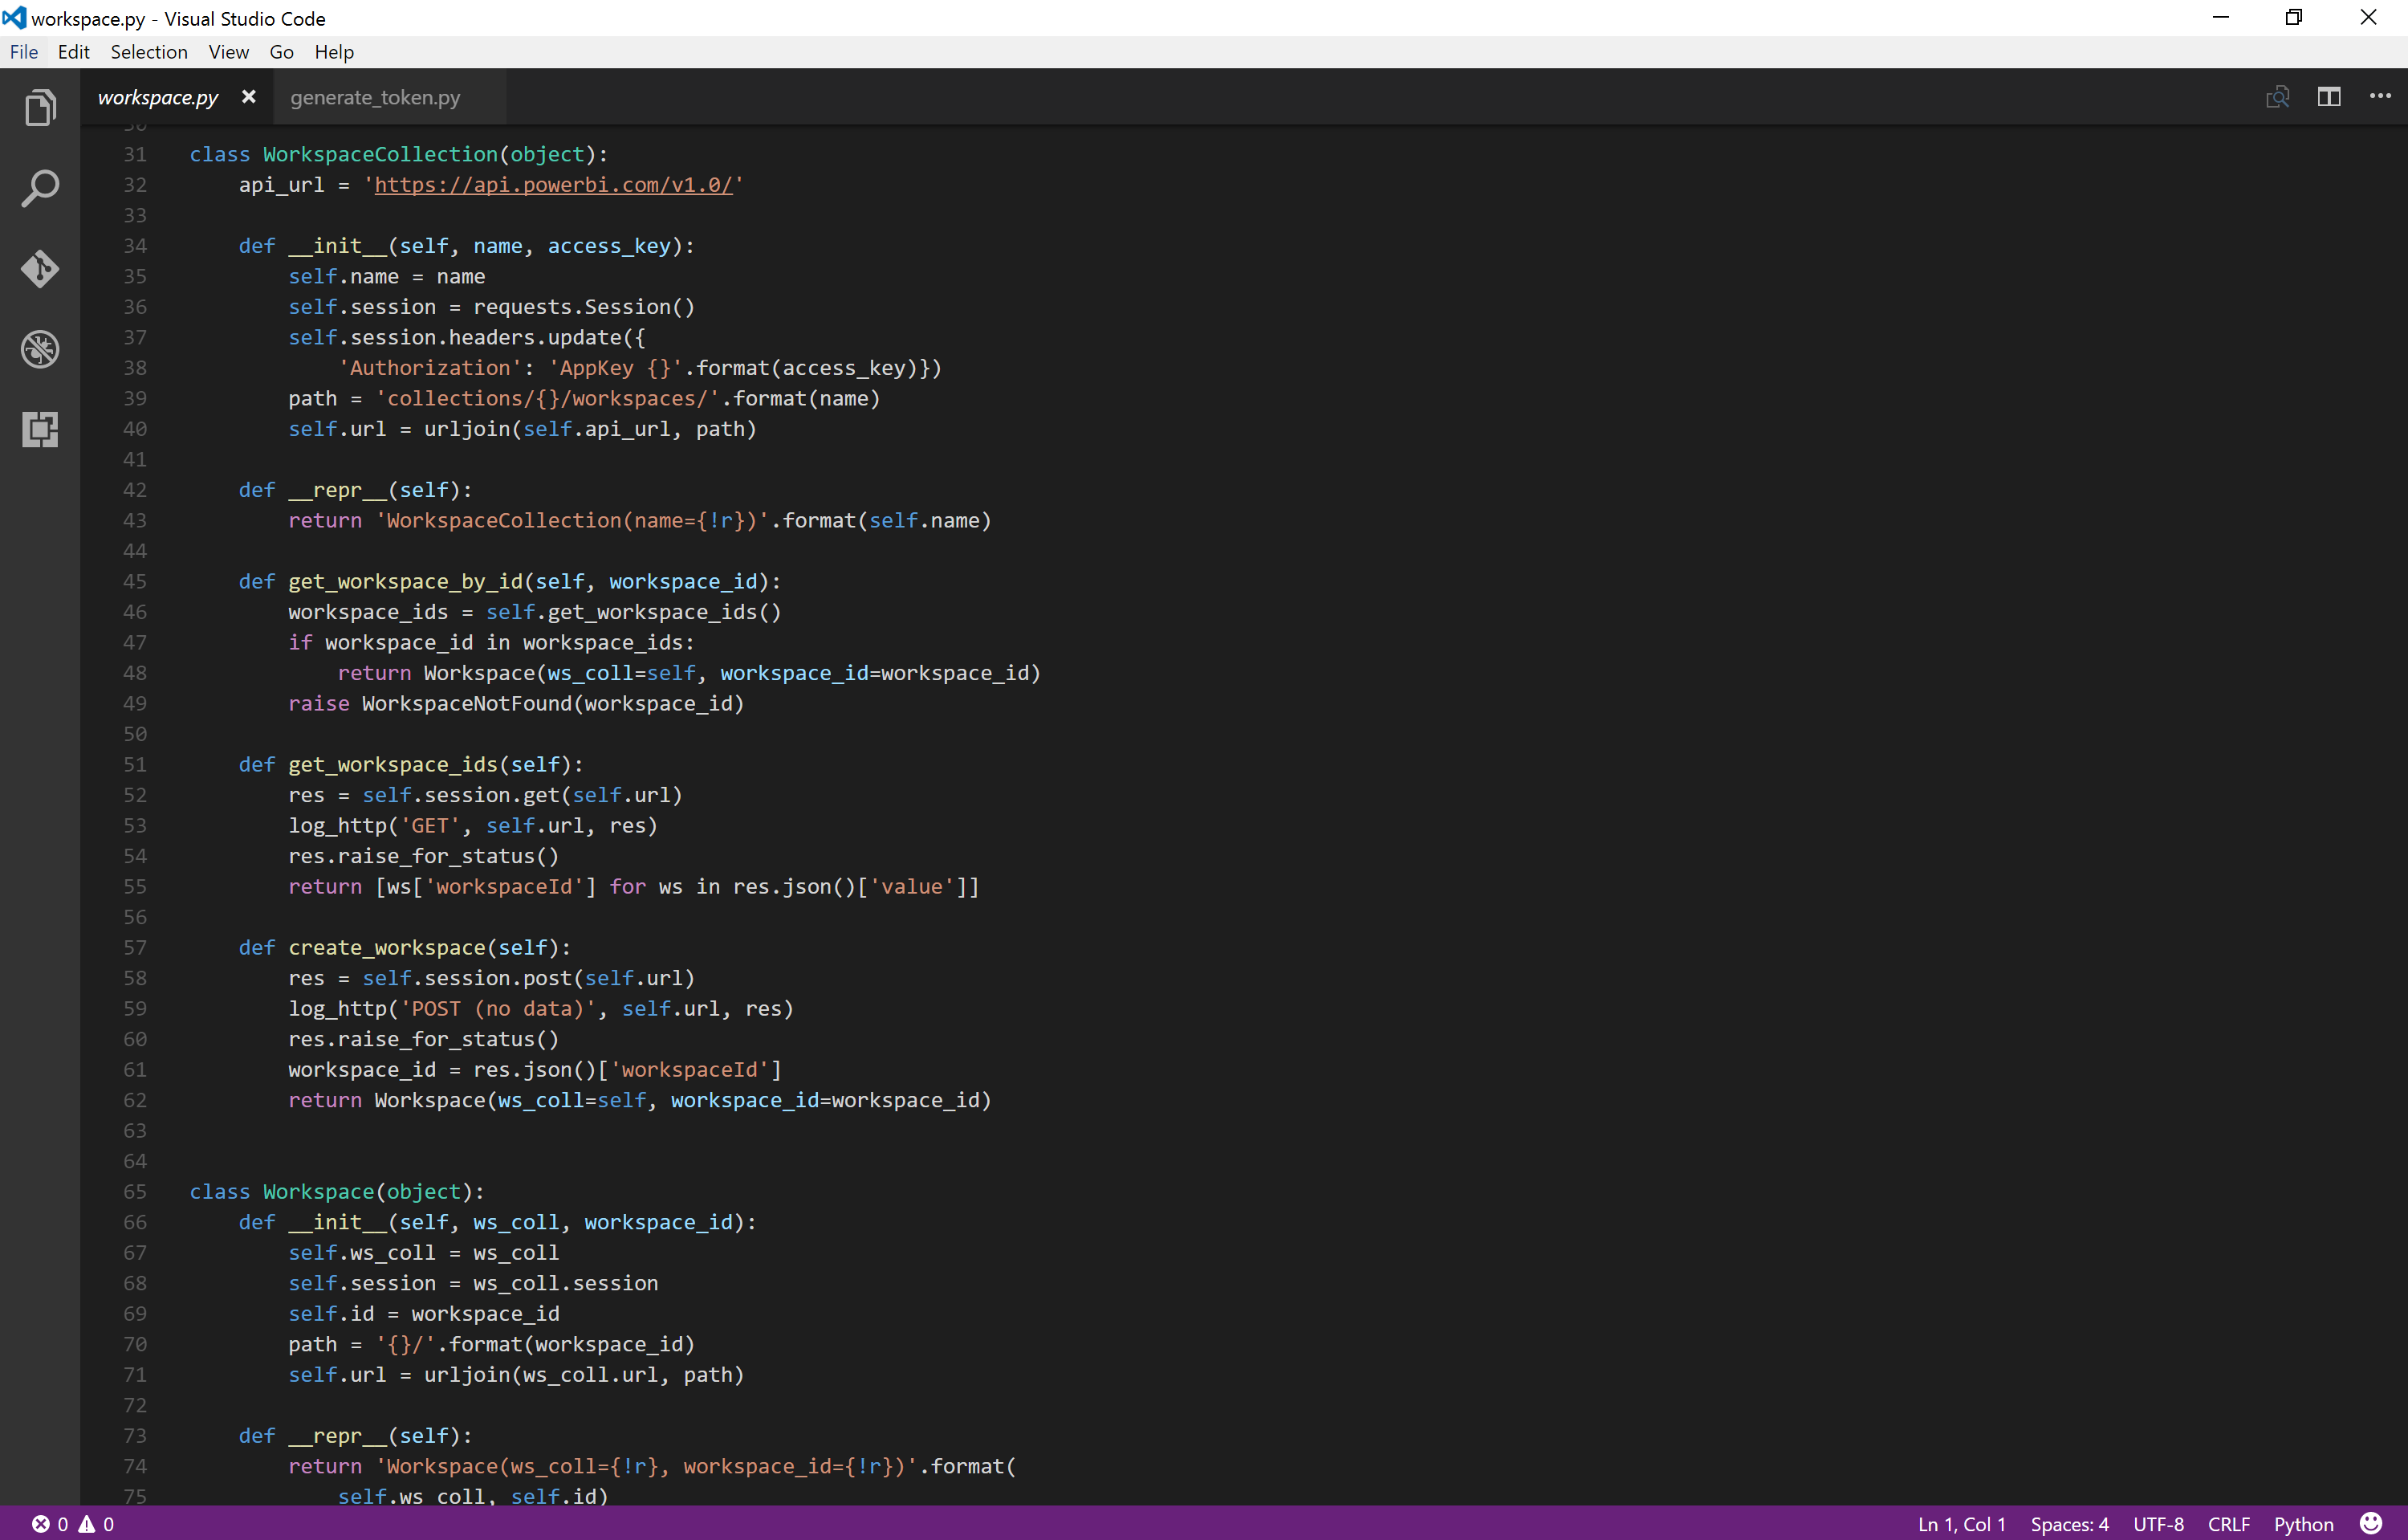 workspace.py - Visual Studio Code
File Edit Selection View Go Help
workspace.py generate_token.py
30
31 class WorkspaceCollection(object):
32     api_url = 'https://api.powerbi.com/v1.0/'
33
34     def __init__(self, name, access_key):
35         self.name = name
36         self.session = requests.Session()
37         self.session.headers.update({
38             'Authorization': 'AppKey {}'.format(access_key)})
39         path = 'collections/{}/workspaces/'.format(name)
40         self.url = urljoin(self.api_url, path)
41
42     def __repr__(self):
43         return 'WorkspaceCollection(name={!r})'.format(self.name)
44
45     def get_workspace_by_id(self, workspace_id):
46         workspace_ids = self.get_workspace_ids()
47         if workspace_id in workspace_ids:
48             return Workspace(ws_coll=self, workspace_id=workspace_id)
49         raise WorkspaceNotFound(workspace_id)
50
51     def get_workspace_ids(self):
52         res = self.session.get(self.url)
53         log_http('GET', self.url, res)
54         res.raise_for_status()
55         return [ws['workspaceId'] for ws in res.json()['value']]
56
57     def create_workspace(self):
58         res = self.session.post(self.url)
59         log_http('POST (no data)', self.url, res)
60         res.raise_for_status()
61         workspace_id = res.json()['workspaceId']
62         return Workspace(ws_coll=self, workspace_id=workspace_id)
63
64
65 class Workspace(object):
66     def __init__(self, ws_coll, workspace_id):
67         self.ws_coll = ws_coll
68         self.session = ws_coll.session
69         self.id = workspace_id
70         path = '{}/'.format(workspace_id)
71         self.url = urljoin(ws_coll.url, path)
72
73     def __repr__(self):
74         return 'Workspace(ws_coll={!r}, workspace_id={!r})'.format(
75             self.ws_coll, self.id)
0 0 Ln 1, Col 1 Spaces: 4 UTF-8 CRLF Python